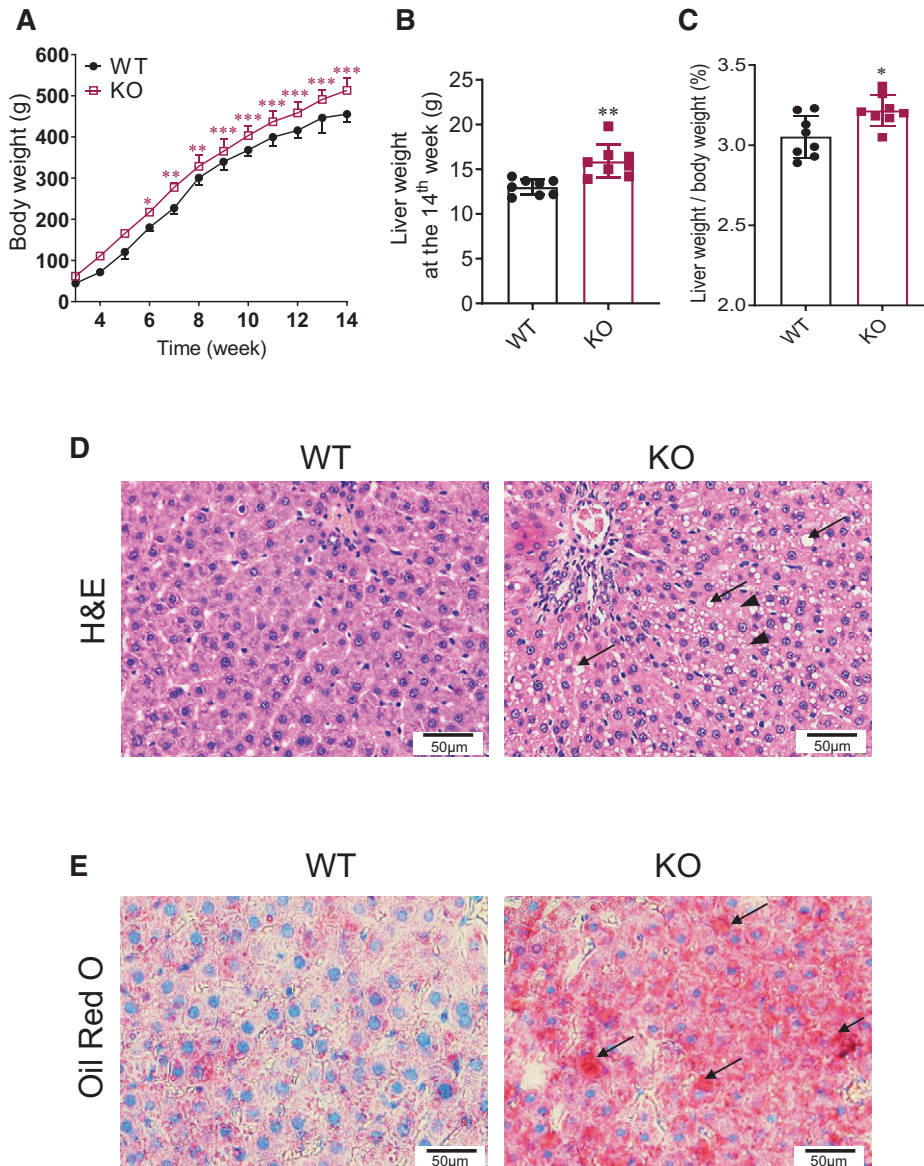 A
WT
KO
Body weight (g)
600
500
400
300
200
100
0
* ** ** *** *** *** *** *** ***
4 6 8 10 12 14
Time (week)
B
Liver weight
at the 14th week (g)
25
20
15
10
5
0
**
WT KO
C
Liver weight / body weight (%)
3.5
3.0
2.5
2.0
*
WT KO
D
WT KO
H&E
50μm 50μm
E
WT KO
Oil Red O
50μm 50μm